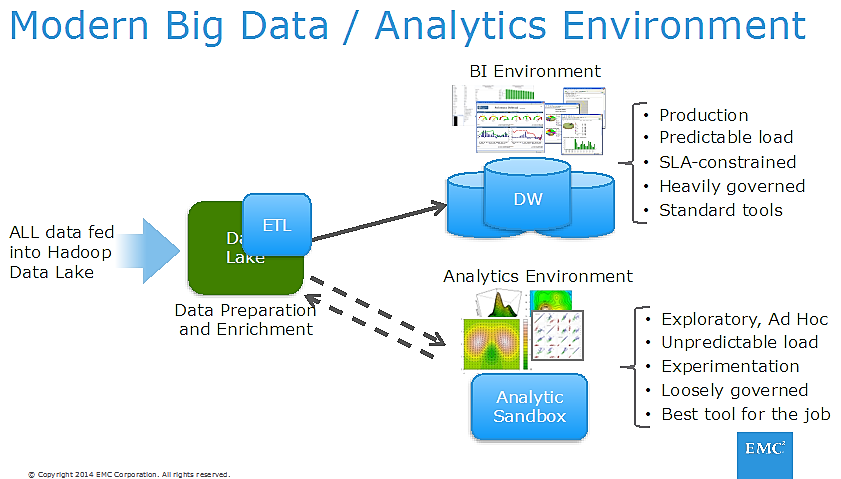 Modern Big Data / Analytics Environment
BI Environment
• Production
• Predictable load
• SLA-constrained
• Heavily governed
• Standard tools
DW
ETL
Lake
ALL data fed
into Hadoop
Data Lake
Data Preparation
and Enrichment
Analytics Environment
• Exploratory, Ad Hoc
• Unpredictable load
• Experimentation
• Loosely governed
• Best tool for the job
Analytic
Sandbox
EMC²
© Copyright 2014 EMC Corporation. All rights reserved.